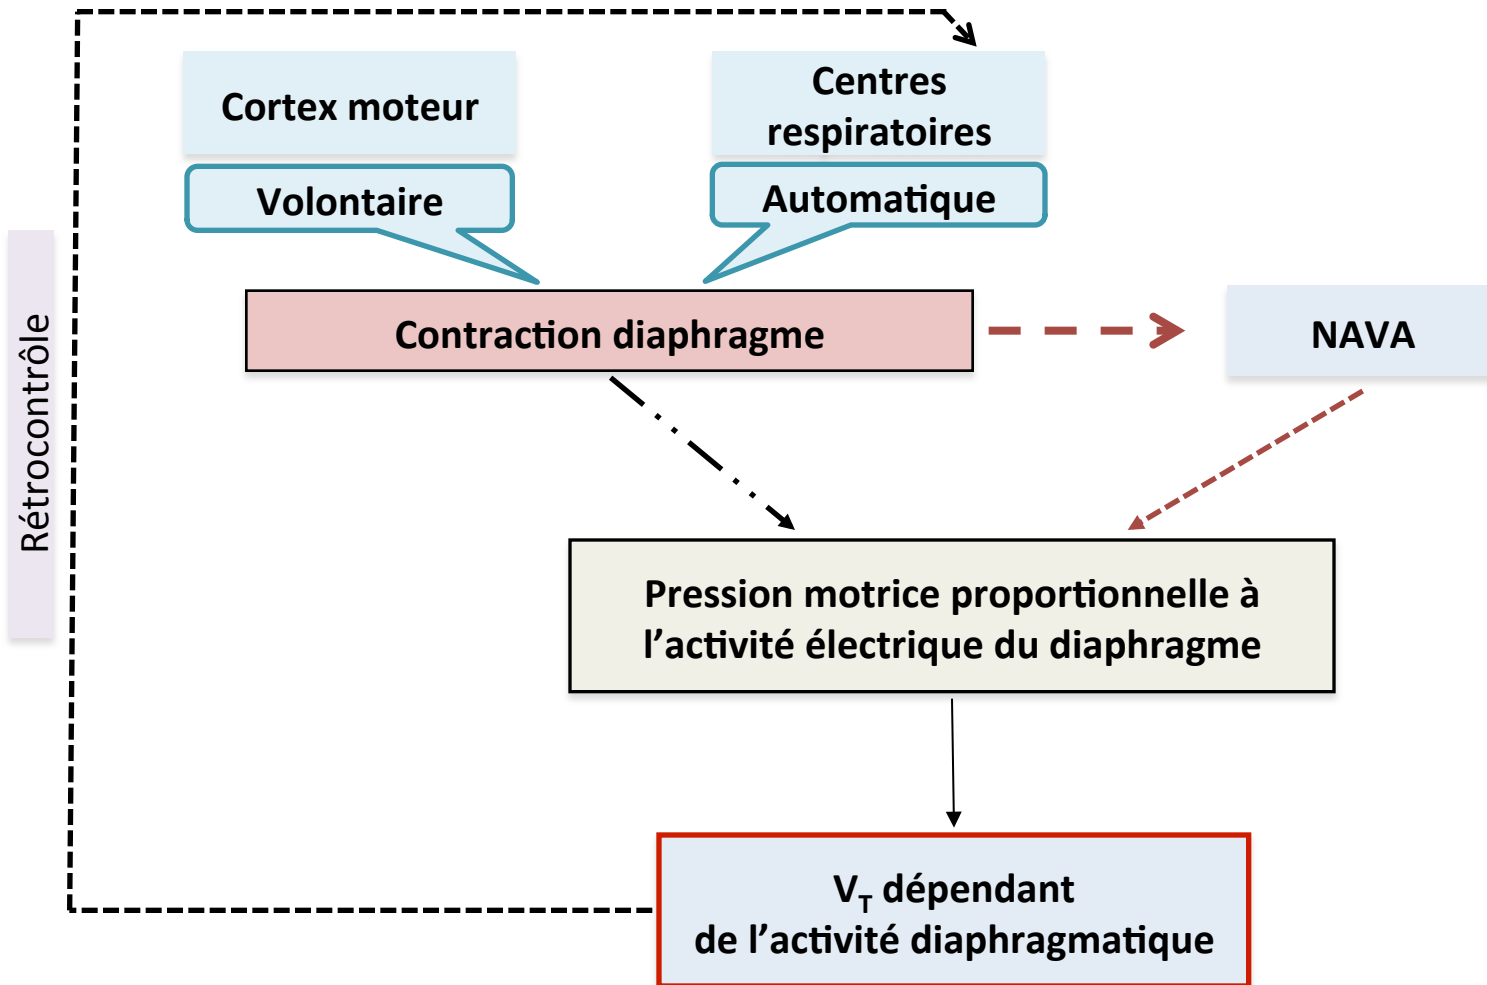 Cortex moteur
Centres
respiratoires
Volontaire
Automatique
Rétrocontrôle
Contraction diaphragme
NAVA
Pression motrice proportionnelle à
l’activité électrique du diaphragme
V_T dépendant
de l’activité diaphragmatique